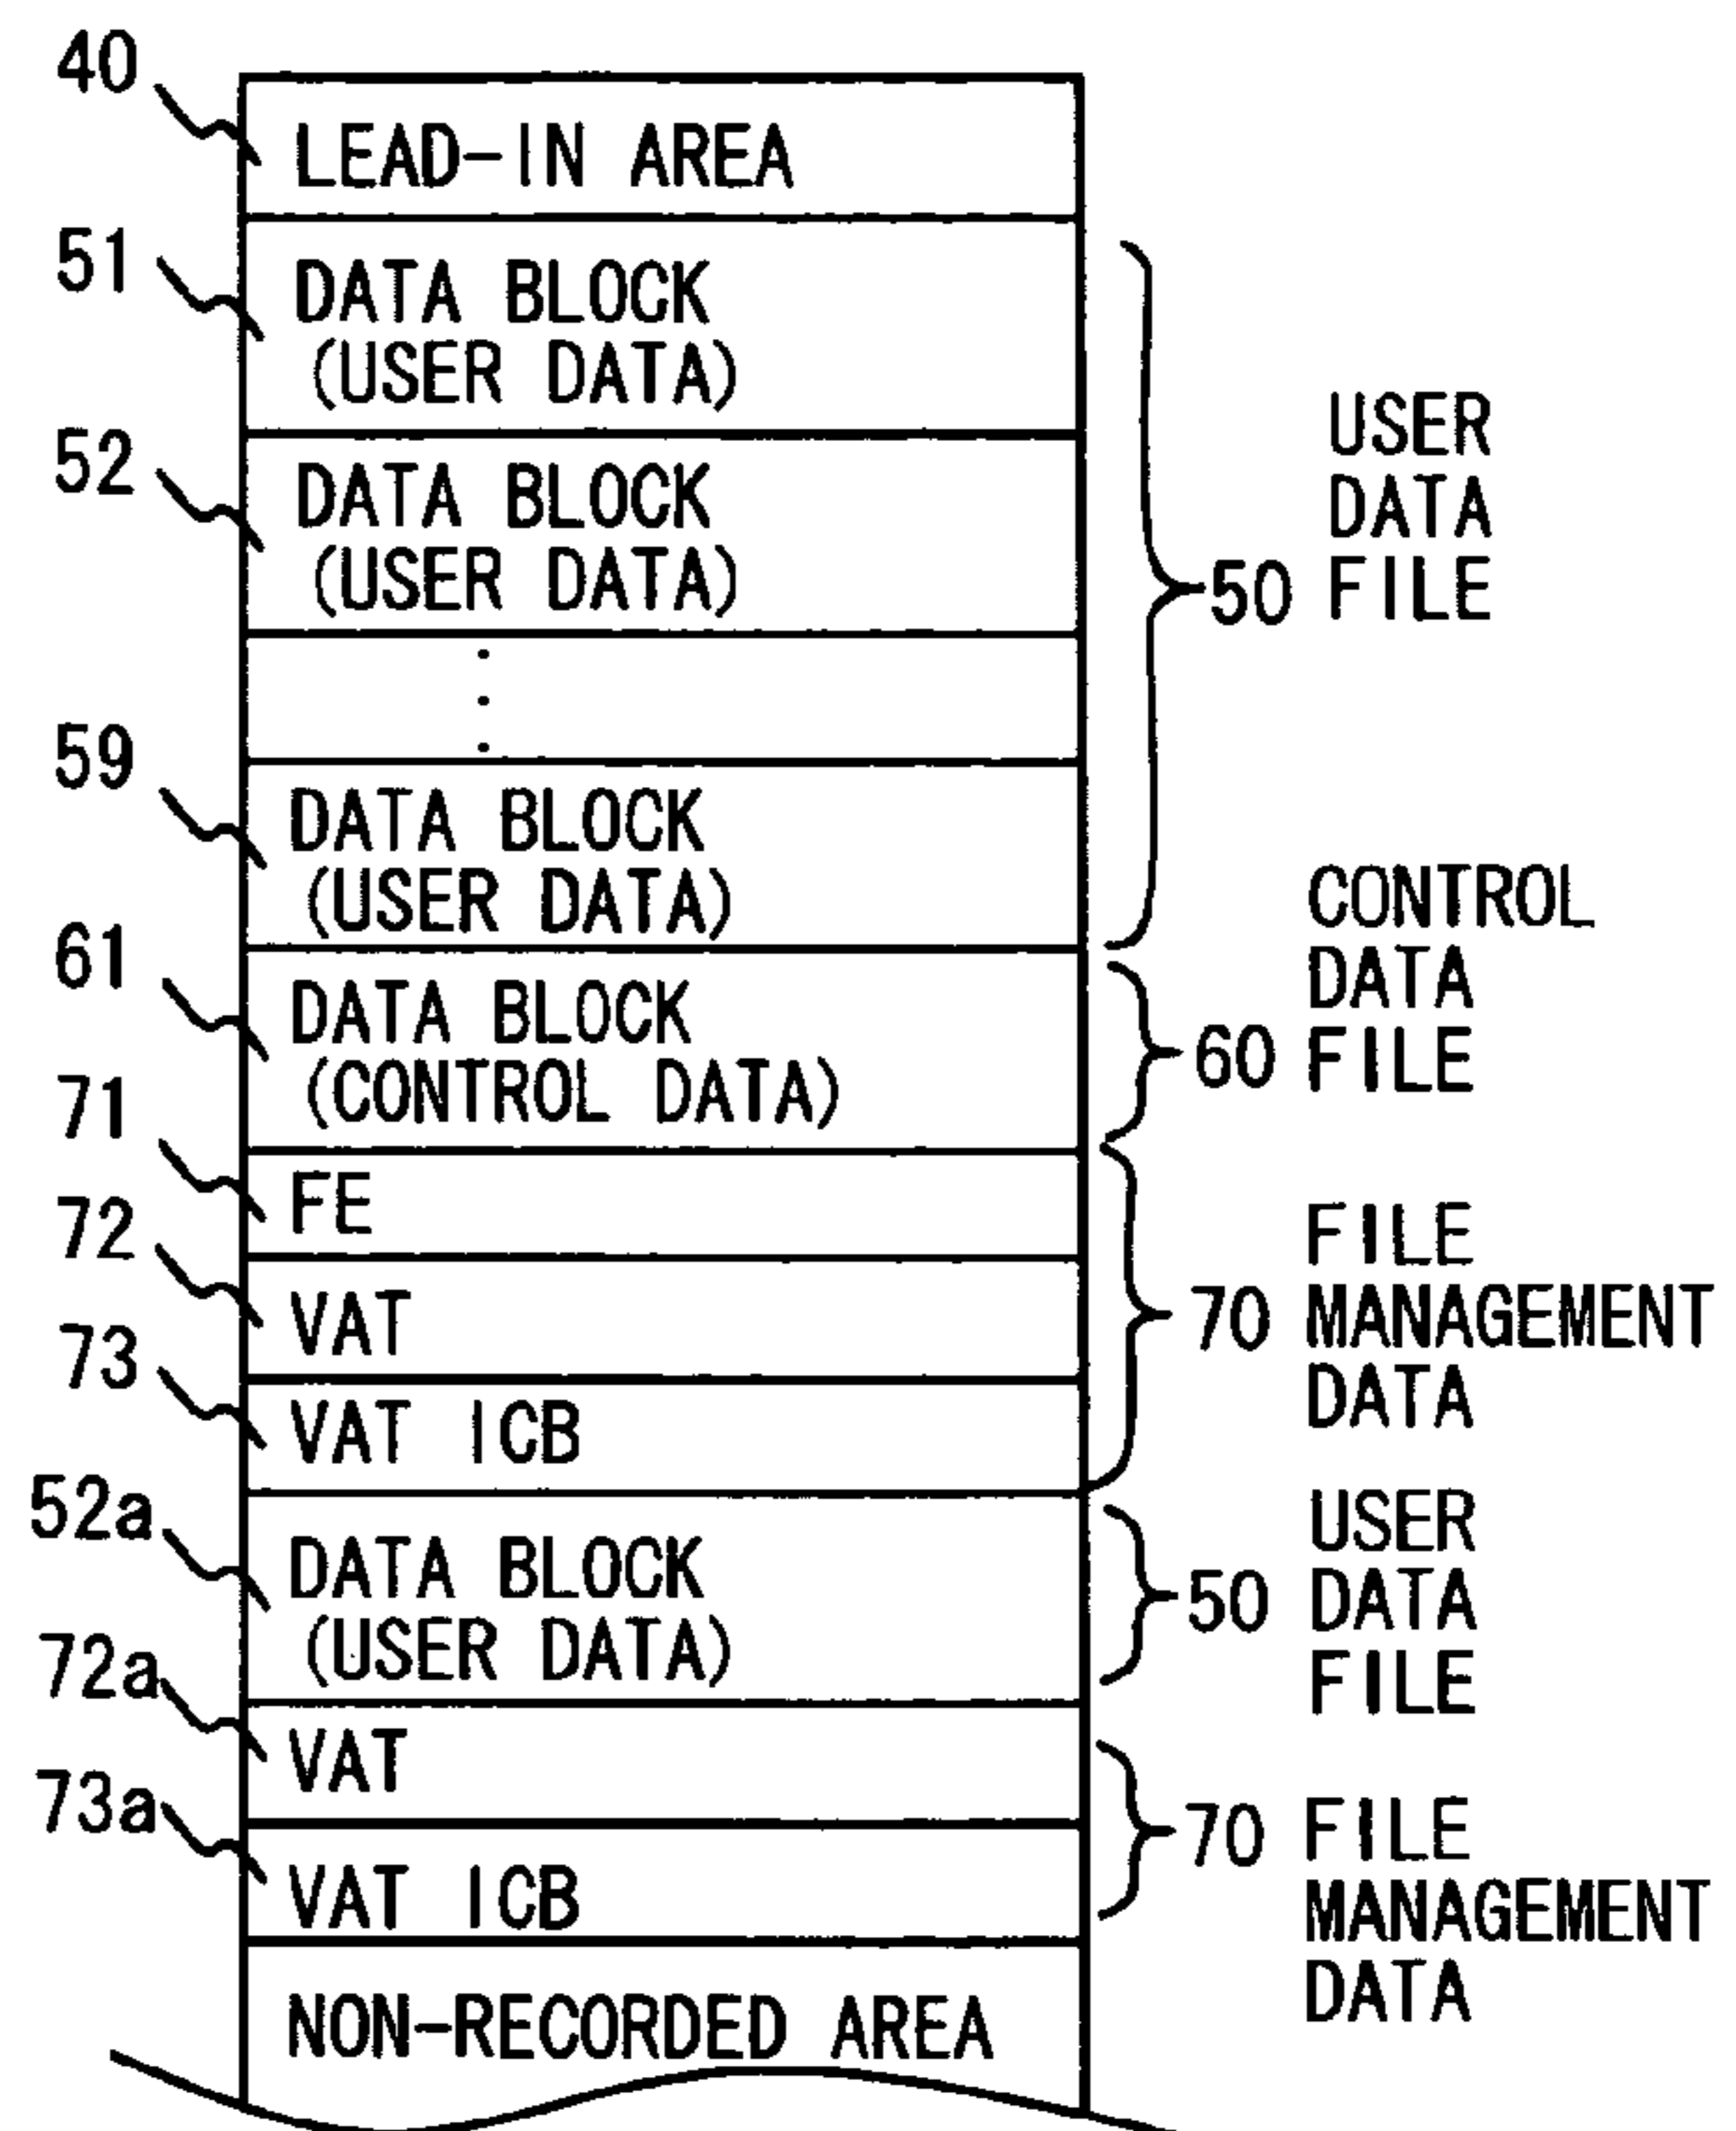 40
LEAD-IN AREA
51
DATA BLOCK
(USER DATA)
52
DATA BLOCK
(USER DATA)
USER
DATA
50 FILE
59
DATA BLOCK
(USER DATA)
61
DATA BLOCK
(CONTROL DATA)
CONTROL
DATA
60 FILE
71
FE
72
VAT
73
VAT ICB
FILE
70 MANAGEMENT
DATA
52a
DATA BLOCK
(USER DATA)
USER
50 DATA
FILE
72a
VAT
73a
VAT ICB
70 FILE
MANAGEMENT
DATA
NON-RECORDED AREA